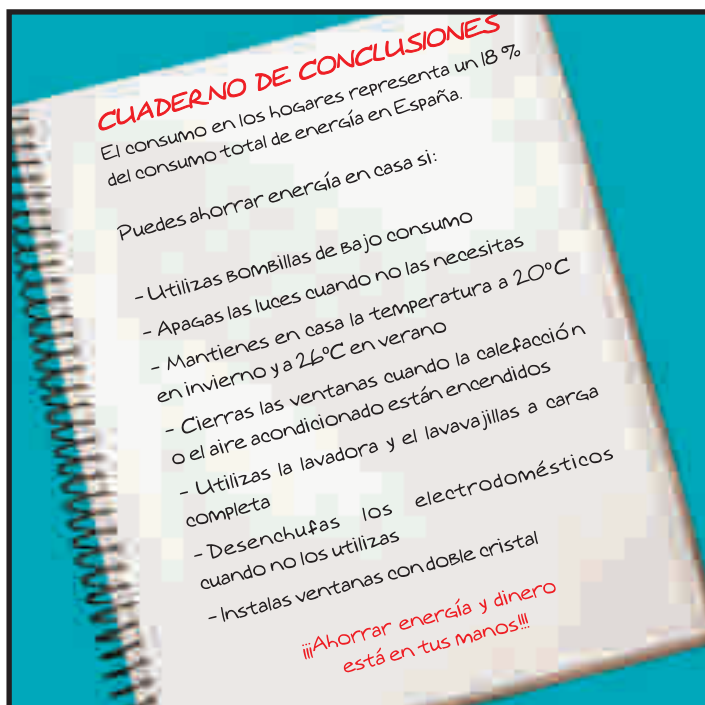 CUADERNO DE CONCLUSIONES
El consumo en los hogares representa un 18 %
del consumo total de energía en España.
Puedes ahorrar energía en casa si:
- Utilizas bombillas de bajo consumo
- Apagas las luces cuando no las necesitas
- Mantienes en casa la temperatura a 20°C
en invierno y a 26°C en verano
- Cierras las ventanas cuando la calefacción
o el aire acondicionado están encendidos
- Utilizas la lavadora y el lavavajillas a carga
completa
- Desenchufas los electrodomésticos
cuando no los utilizas
- Instalas ventanas con doble cristal
¡¡¡Ahorrar energía y dinero
está en tus manos!!!